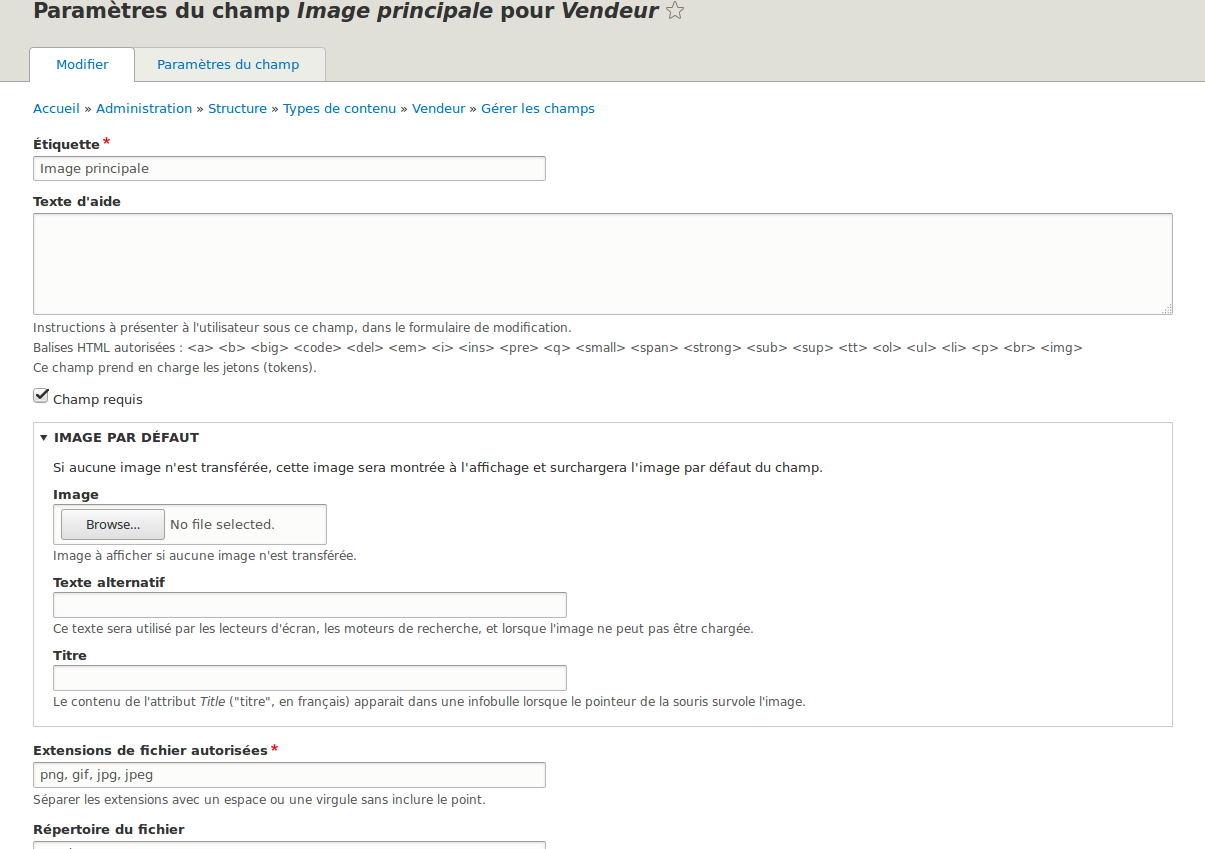 Paramètres du champ Image principale pour Vendeur
Modifier
Paramètres du champ
Accueil » Administration » Structure » Types de contenu » Vendeur » Gérer les champs
Étiquette *
Image principale
Texte d'aide
Instructions à présenter à l'utilisateur sous ce champ, dans le formulaire de modification.
Balises HTML autorisées : <a> <b> <big> <code> <del> <em> <i> <ins> <pre> <q> <small> <span> <strong> <sub> <sup> <tt> <ol> <ul> <li> <p> <br> <img>
Ce champ prend en charge les jetons (tokens).
Champ requis
IMAGE PAR DÉFAUT
Si aucune image n'est transférée, cette image sera montrée à l'affichage et surchargera l'image par défaut du champ.
Image
Browse... No file selected.
Image à afficher si aucune image n'est transférée.
Texte alternatif
Ce texte sera utilisé par les lecteurs d'écran, les moteurs de recherche, et lorsque l'image ne peut pas être chargée.
Titre
Le contenu de l'attribut Title ("titre", en français) apparait dans une infobulle lorsque le pointeur de la souris survole l'image.
Extensions de fichier autorisées *
png, gif, jpg, jpeg
Séparer les extensions avec un espace ou une virgule sans inclure le point.
Répertoire du fichier